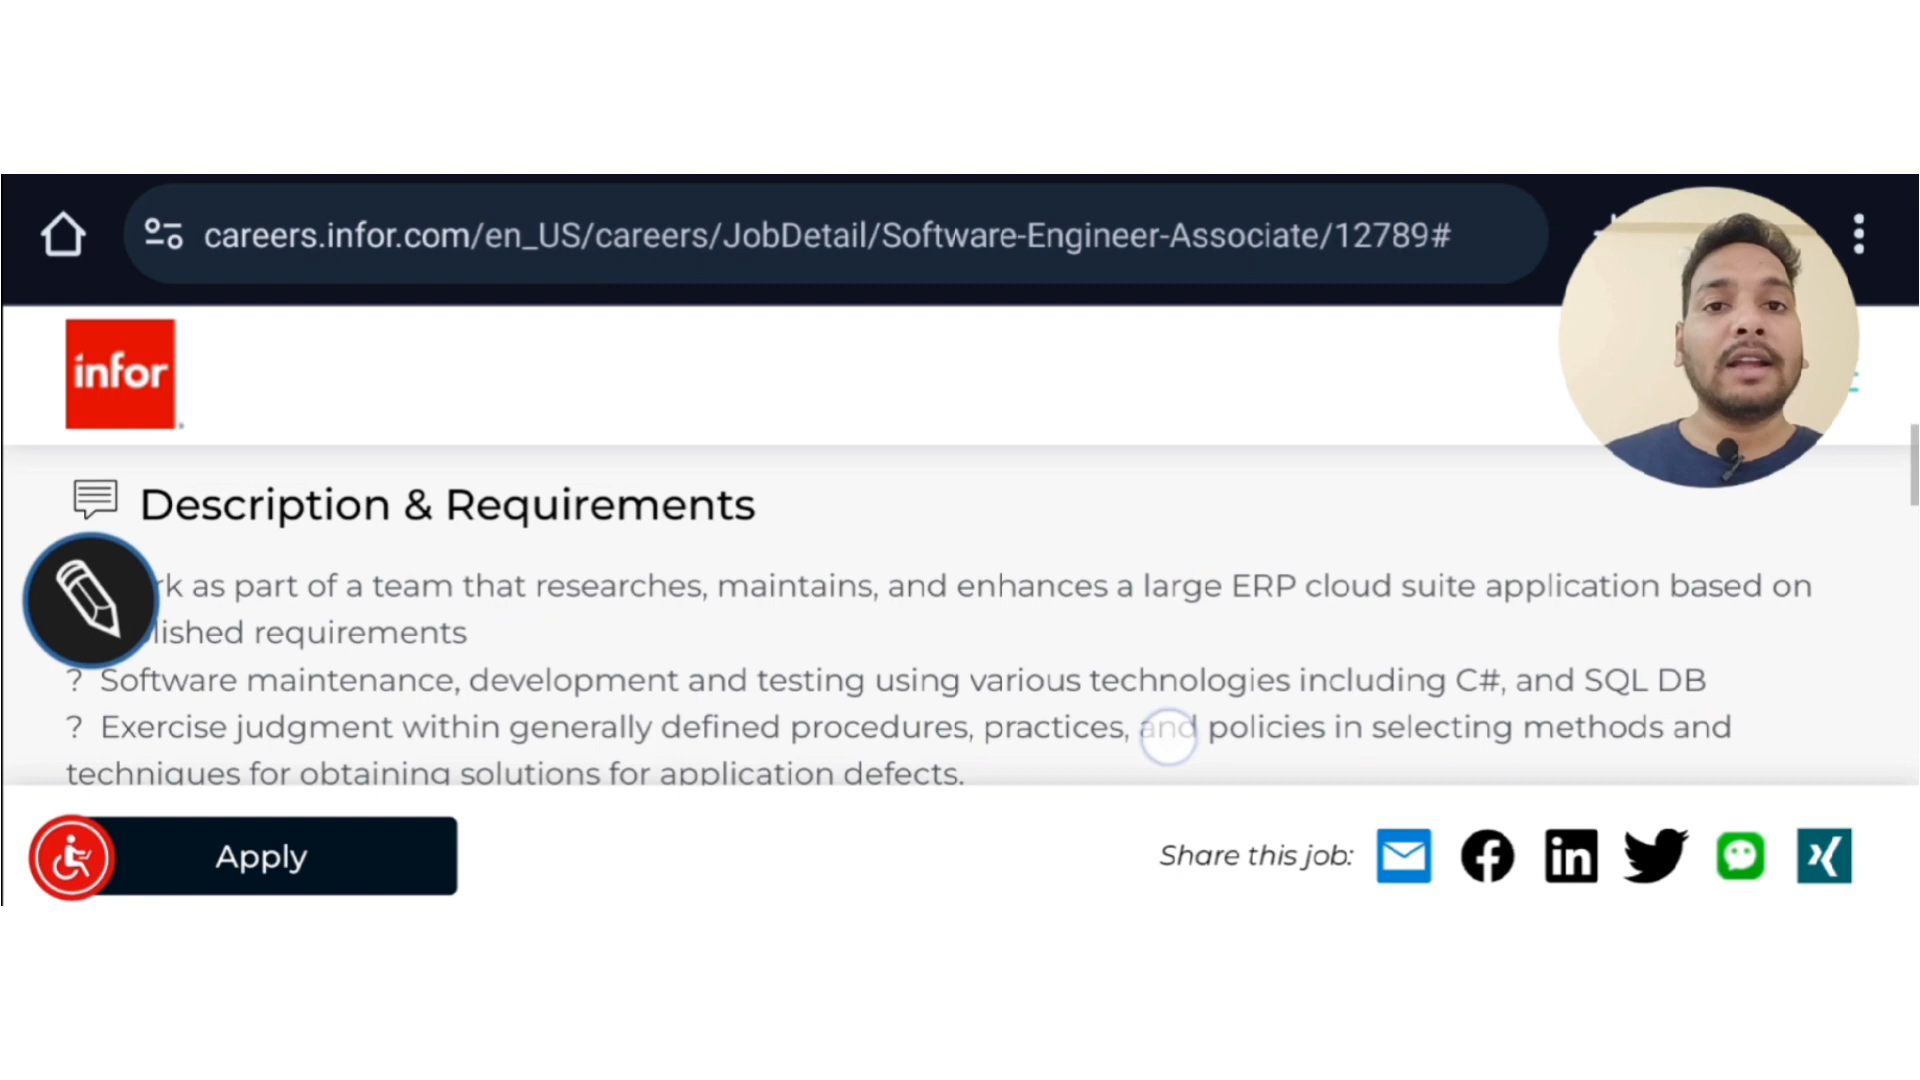 careers.infor.com/en_US/careers/JobDetail/Software-Engineer-Associate/12789#
infor
Description & Requirements
rk as part of a team that researches, maintains, and enhances a large ERP cloud suite application based on
lished requirements
? Software maintenance, development and testing using various technologies including C#, and SQL DB
? Exercise judgment within generally defined procedures, practices, and policies in selecting methods and
techniques for obtaining solutions for application defects.
Apply
Share this job:
in